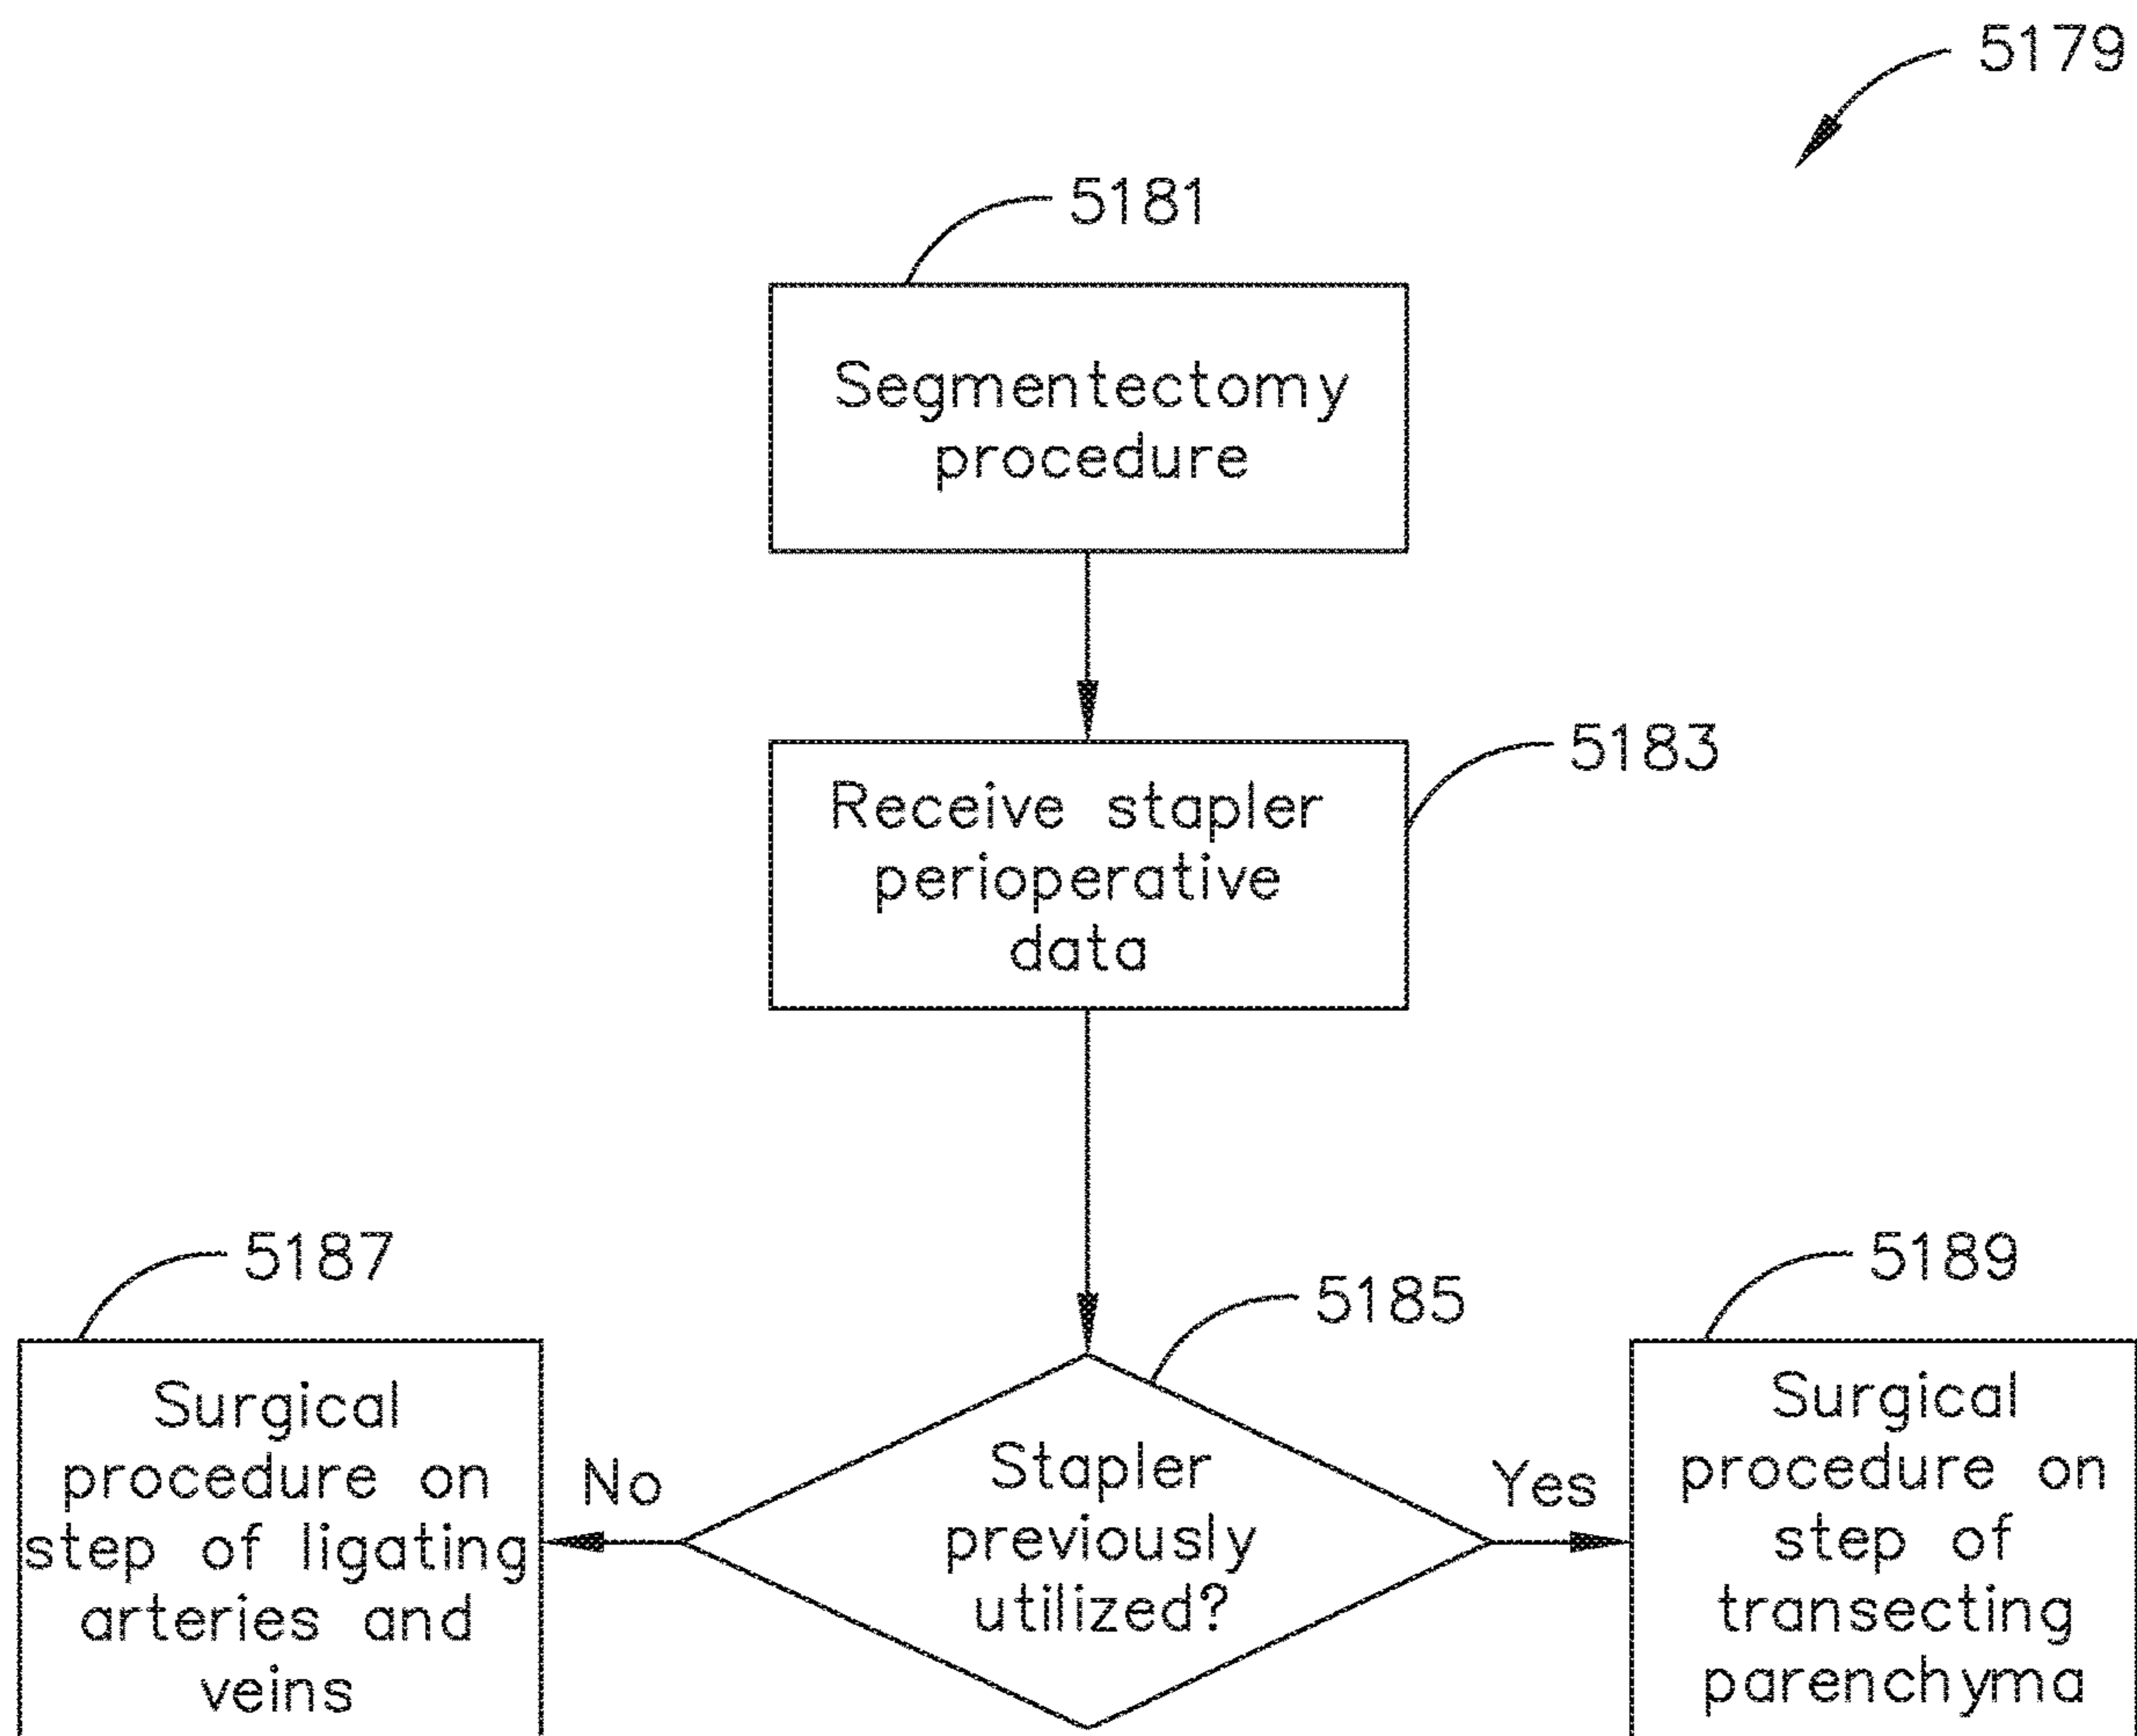 5179
5181
Segmentectomy
procedure
5183
Receive stapler
perioperative
data
5187
5185
5189
Surgical
procedure on
step of ligating
arteries and
veins
No
Stapler
previously
utilized?
Yes
Surgical
procedure on
step of
transecting
parenchyma